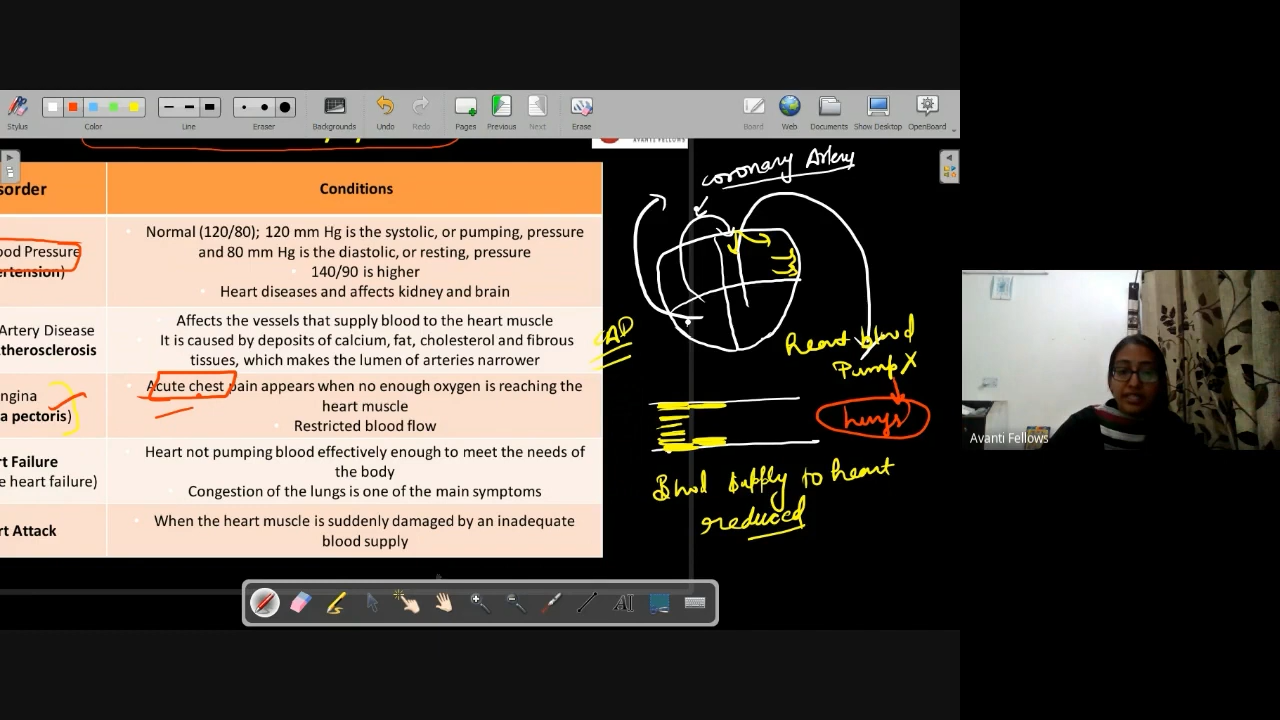 Stylus
Color
Line
Eraser
Backgrounds
Undo
Redo
Pages
Previous
Next
Erase
Board
Web
Documents
Show Desktop
OpenBoard
AVANTI FELLOWS
sorder
Conditions
ood Pressure
ertension)
Normal (120/80); 120 mm Hg is the systolic, or pumping, pressure
and 80 mm Hg is the diastolic, or resting, pressure
140/90 is higher
Heart diseases and affects kidney and brain
Artery Disease
therosclerosis
Affects the vessels that supply blood to the heart muscle
It is caused by deposits of calcium, fat, cholesterol and fibrous
tissues, which makes the lumen of arteries narrower
ngina
a pectoris)
Acute chest pain appears when no enough oxygen is reaching the
heart muscle
Restricted blood flow
rt Failure
e heart failure)
Heart not pumping blood effectively enough to meet the needs of
the body
Congestion of the lungs is one of the main symptoms
rt Attack
When the heart muscle is suddenly damaged by an inadequate
blood supply
coronary Artery
CAD
Heart blood
Pump X
lungs
Blood supply to heart
reduced
Avanti Fellows
AI